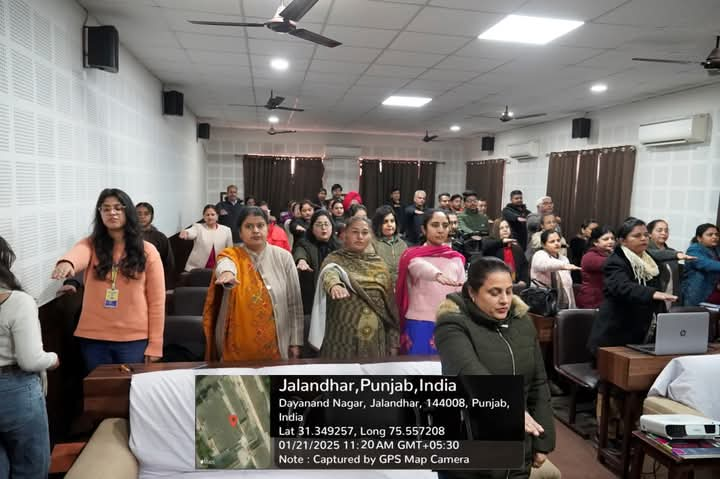 Jalandhar,Punjab,India
Dayanand Nagar, Jalandhar, 144008, Punjab,
India
Lat 31.349257, Long 75.557208
01/21/2025 11:20 AM GMT+05:30
Note : Captured by GPS Map Camera